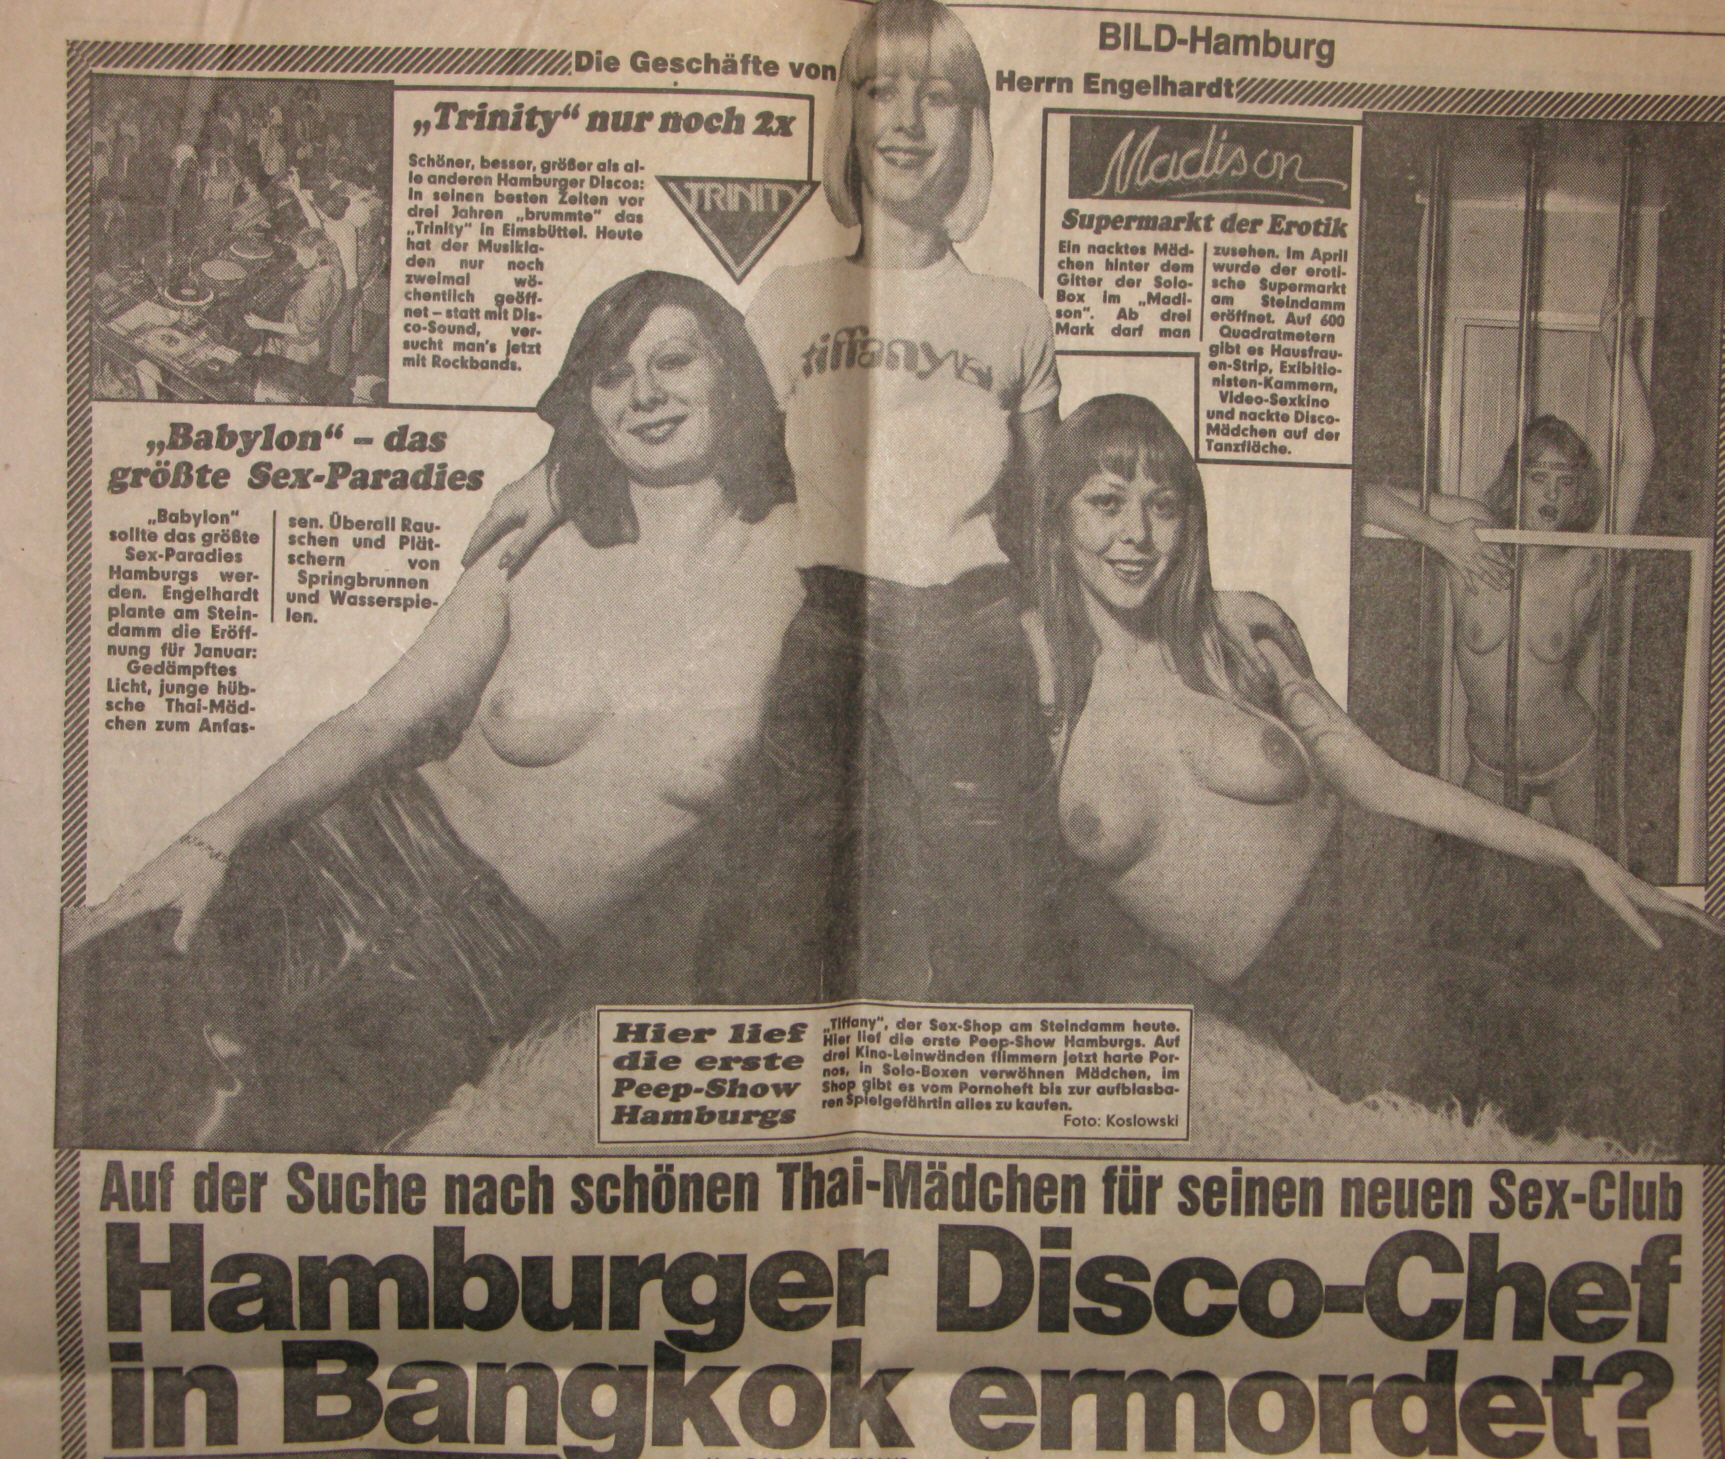 BILD-Hamburg
Die Geschäfte von
Herrn Engelhardt
„Trinity“ nur noch 2x
Schöner, besser, größer als al-
le anderen Hamburger Discos:
In seinen besten Zeiten vor
drei Jahren „brummte“ das
„Trinity“ in Eimsbüttel. Heute
hat der Musikla-
den nur noch
zweimal wö-
chentlich geöff-
net – statt mit Dis-
co-Sound, ver-
sucht man's jetzt
mit Rockbands.
TRINITY
tiffanys
Madison
Supermarkt der Erotik
Ein nacktes Mäd-
chen hinter dem
Gitter der Solo-
Box im „Madi-
son“. Ab drei
Mark darf man
zusehen. Im April
wurde der eroti-
sche Supermarkt
am Steindamm
eröffnet. Auf 600
Quadratmetern
gibt es Hausfrau-
en-Strip, Exibitio-
nisten-Kammern,
Video-Sexkino
und nackte Disco-
Mädchen auf der
Tanzfläche.
„Babylon“ – das
größte Sex-Paradies
„Babylon“
sollte das größte
Sex-Paradies
Hamburgs wer-
den. Engelhardt
plante am Stein-
damm die Eröff-
nung für Januar:
Gedämpftes
Licht, junge hüb-
sche Thai-Mäd-
chen zum Anfas-
sen. Überall Rau-
schen und Plät-
schern von
Springbrunnen
und Wasserspie-
len.
Hier lief
die erste
Peep-Show
Hamburgs
„Tiffany“, der Sex-Shop am Steindamm heute.
Hier lief die erste Peep-Show Hamburgs. Auf
drei Kino-Leinwänden flimmern jetzt harte Por-
nos, in Solo-Boxen verwöhnen Mädchen, im
Shop gibt es vom Pornoheft bis zur aufblasba-
ren Spielgefährtin alles zu kaufen.
Foto: Koslowski
Auf der Suche nach schönen Thai-Mädchen für seinen neuen Sex-Club
Hamburger Disco-Chef
in Bangkok ermordet?